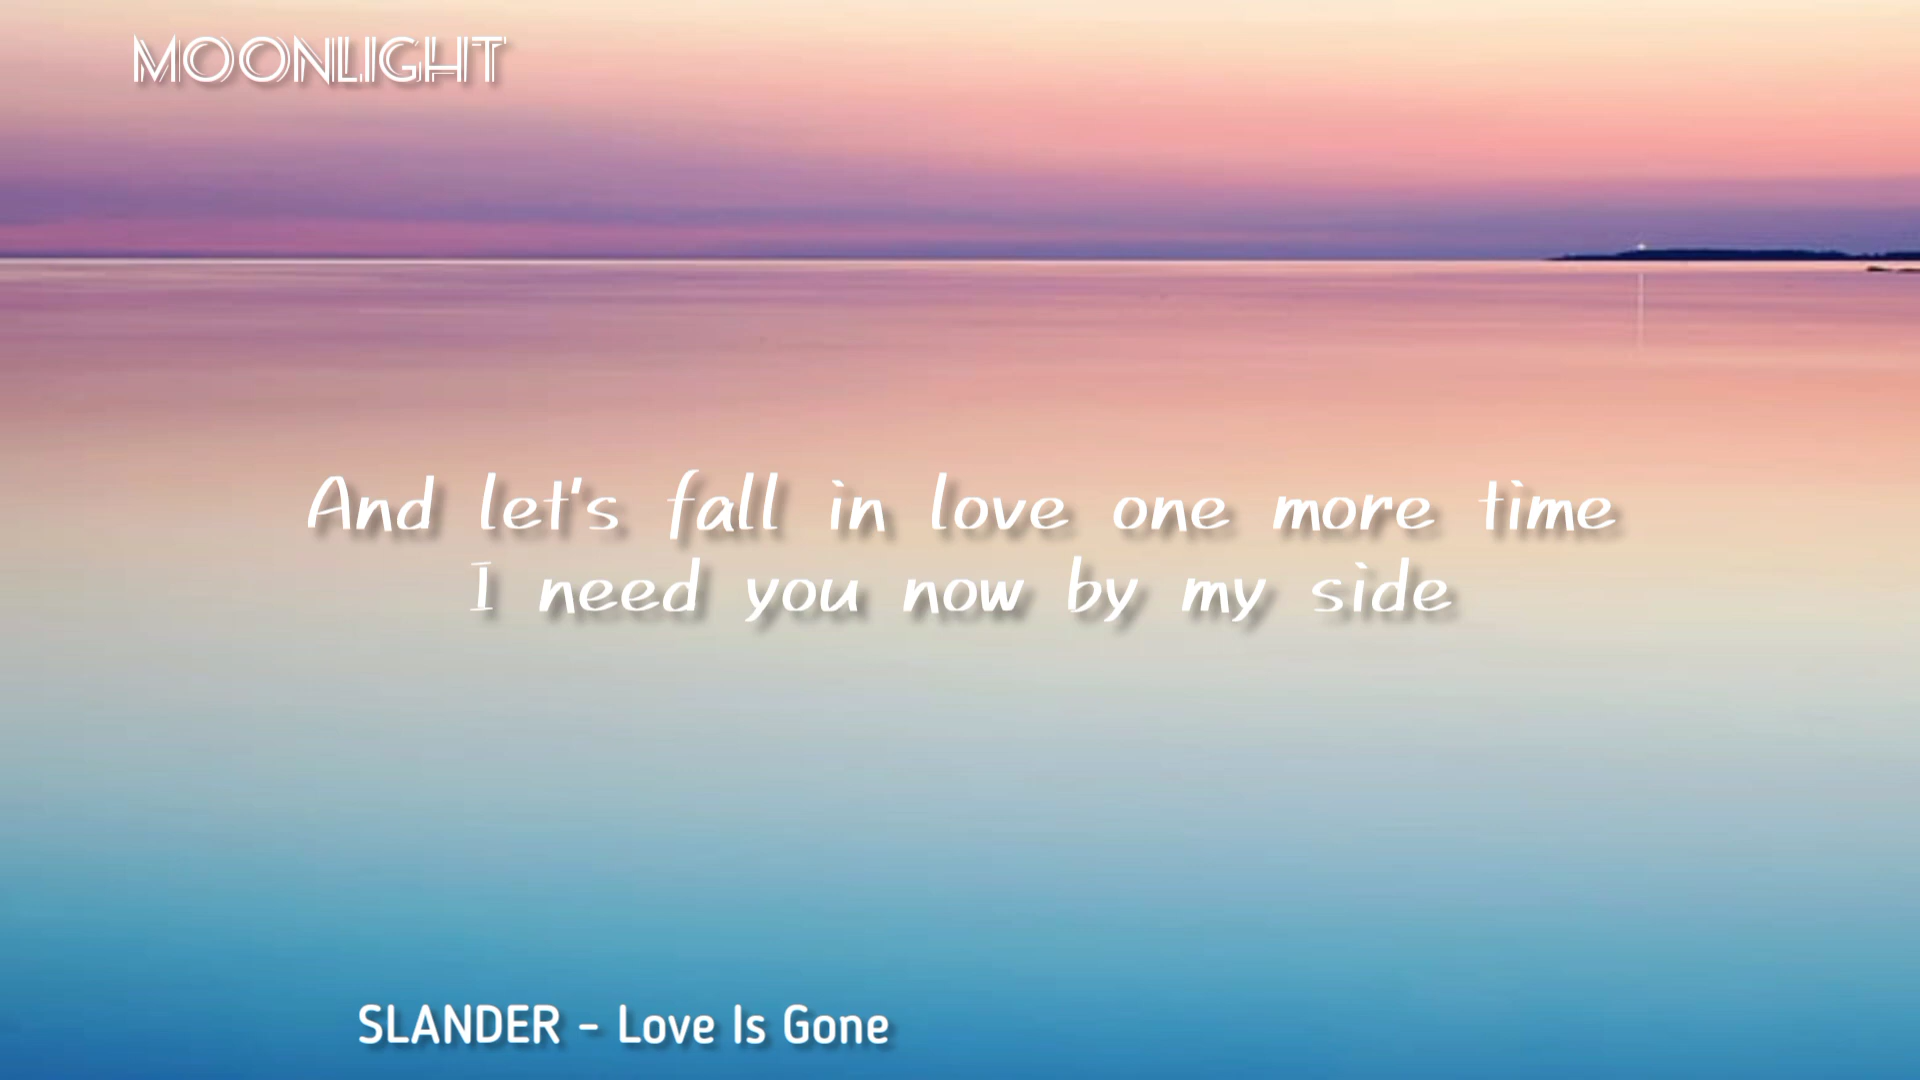 MOONLIGHT
And let's fall in love one more time
I need you now by my side
SLANDER - Love Is Gone